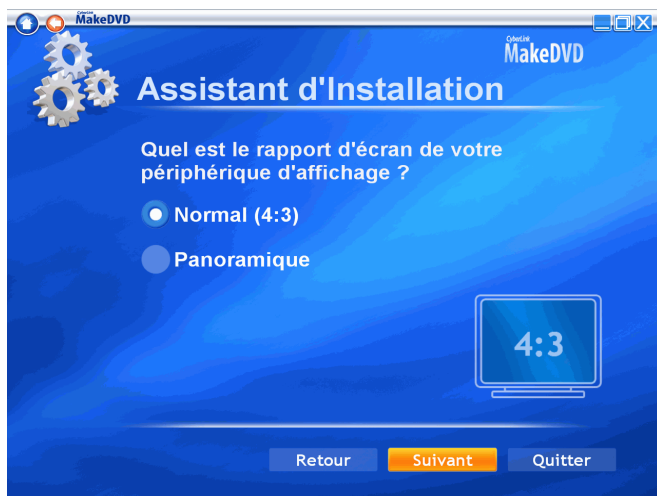 CyberLink
MakeDVD
CyberLink
MakeDVD
Assistant d'Installation
Quel est le rapport d'écran de votre
périphérique d'affichage ?
Normal (4:3)
Panoramique
4:3
Retour
Suivant
Quitter